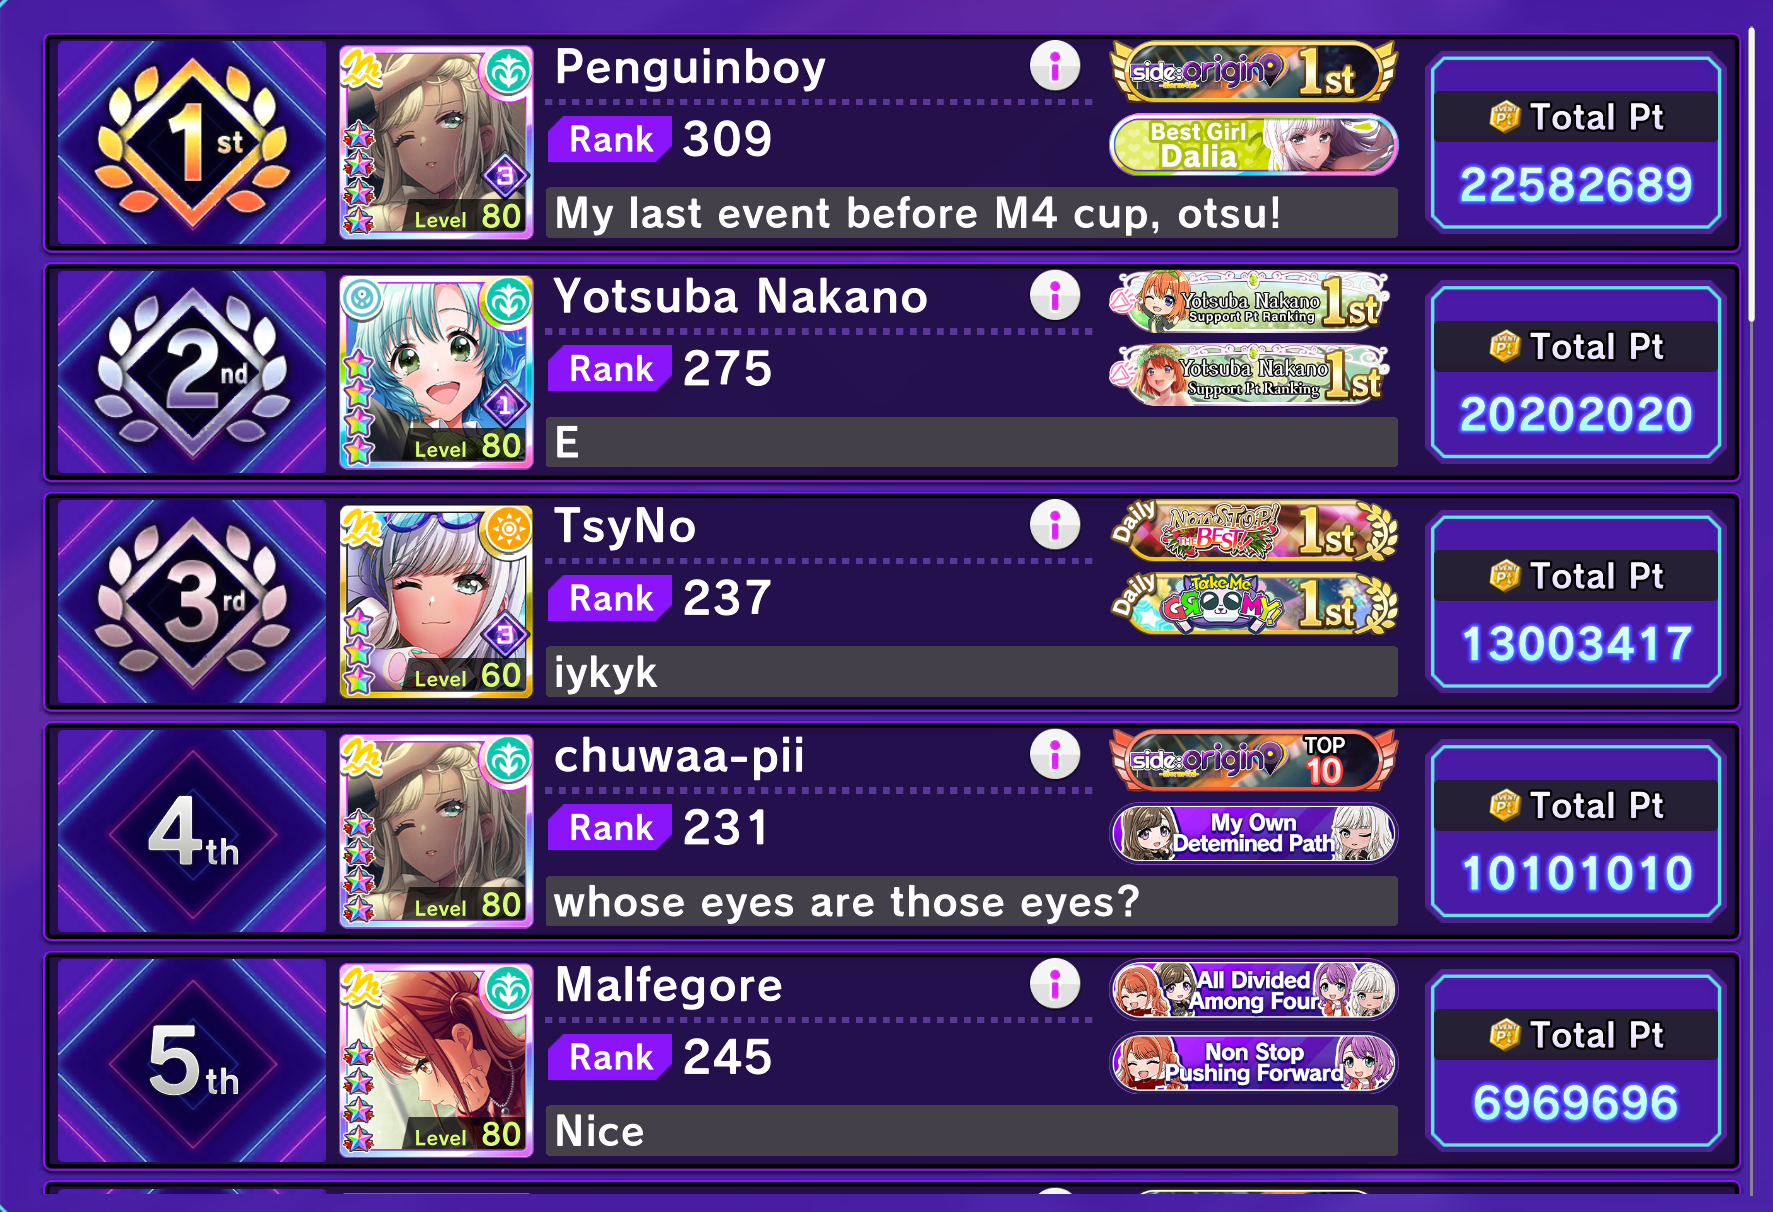 1st
Level 80
3
Penguinboy
Rank 309
My last event before M4 cup, otsu!
side:origin 1st
Best Girl
Dalia
Total Pt
22582689
2nd
Level 80
1
Yotsuba Nakano
Rank 275
E
Yotsuba Nakano
Support Pt Ranking 1st
Yotsuba Nakano
Support Pt Ranking 1st
Total Pt
20202020
3rd
Level 60
3
TsyNo
Rank 237
iykyk
Daily Non STOP!
THE BEST!! 1st
Daily Take Me
GROOMY! 1st
Total Pt
13003417
4th
Level 80
chuwaa-pii
Rank 231
whose eyes are those eyes?
side:origin TOP
10
My Own
Detemined Path
Total Pt
10101010
5th
Level 80
Malfegore
Rank 245
Nice
All Divided
Among Four
Non Stop
Pushing Forward
Total Pt
6969696